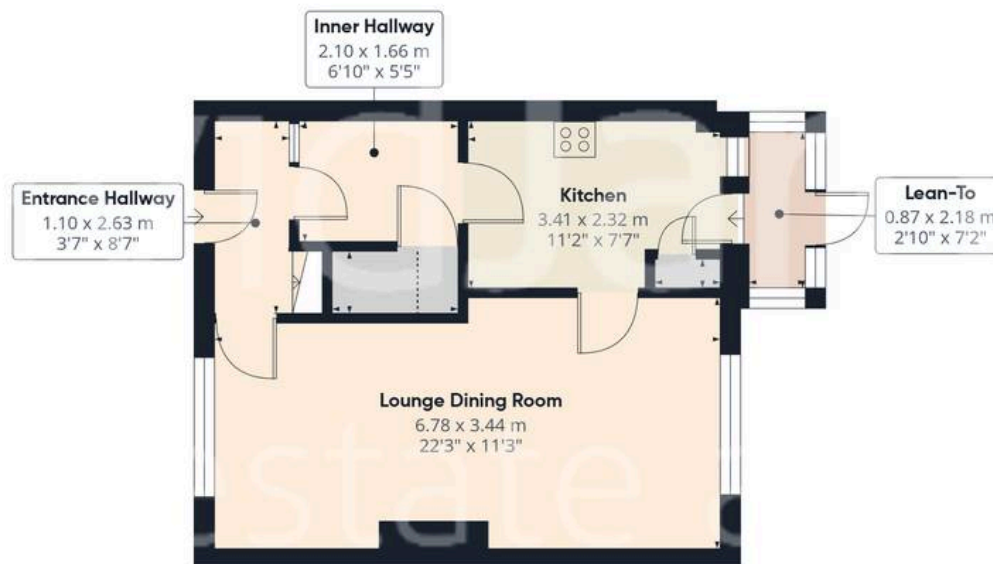 Inner Hallway
2.10 x 1.66 m
6'10" x 5'5"
Entrance Hallway
1.10 x 2.63 m
3'7" x 8'7"
Kitchen
3.41 x 2.32 m
11'2" x 7'7"
Lean-To
0.87 x 2.18 m
2'10" x 7'2"
Lounge Dining Room
6.78 x 3.44 m
22'3" x 11'3"
estate